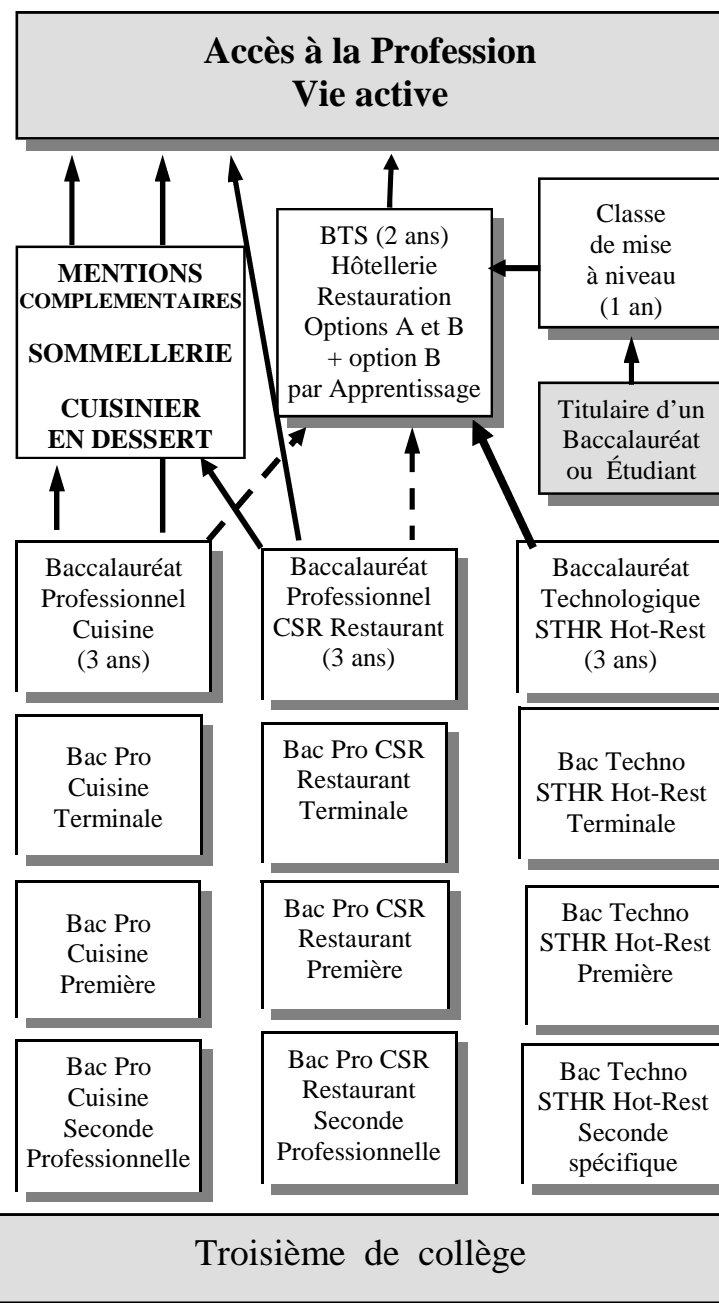 Accès à la Profession
Vie active
BTS (2 ans)
Hôtellerie
Restauration
Options A et B
+ option B
par Apprentissage
Classe
de mise
à niveau
(1 an)
MENTIONS
COMPLEMENTAIRES
SOMMELLERIE
CUISINIER
EN DESSERT
Titulaire d’un
Baccalauréat
ou Étudiant
Baccalauréat
Professionnel
Cuisine
(3 ans)
Baccalauréat
Professionnel
CSR Restaurant
(3 ans)
Baccalauréat
Technologique
STHR Hot-Rest
(3 ans)
Bac Pro
Cuisine
Terminale
Bac Pro CSR
Restaurant
Terminale
Bac Techno
STHR Hot-Rest
Terminale
Bac Pro
Cuisine
Première
Bac Pro CSR
Restaurant
Première
Bac Techno
STHR Hot-Rest
Première
Bac Pro
Cuisine
Seconde
Professionnelle
Bac Pro CSR
Restaurant
Seconde
Professionnelle
Bac Techno
STHR Hot-Rest
Seconde
spécifique
Troisième de collège